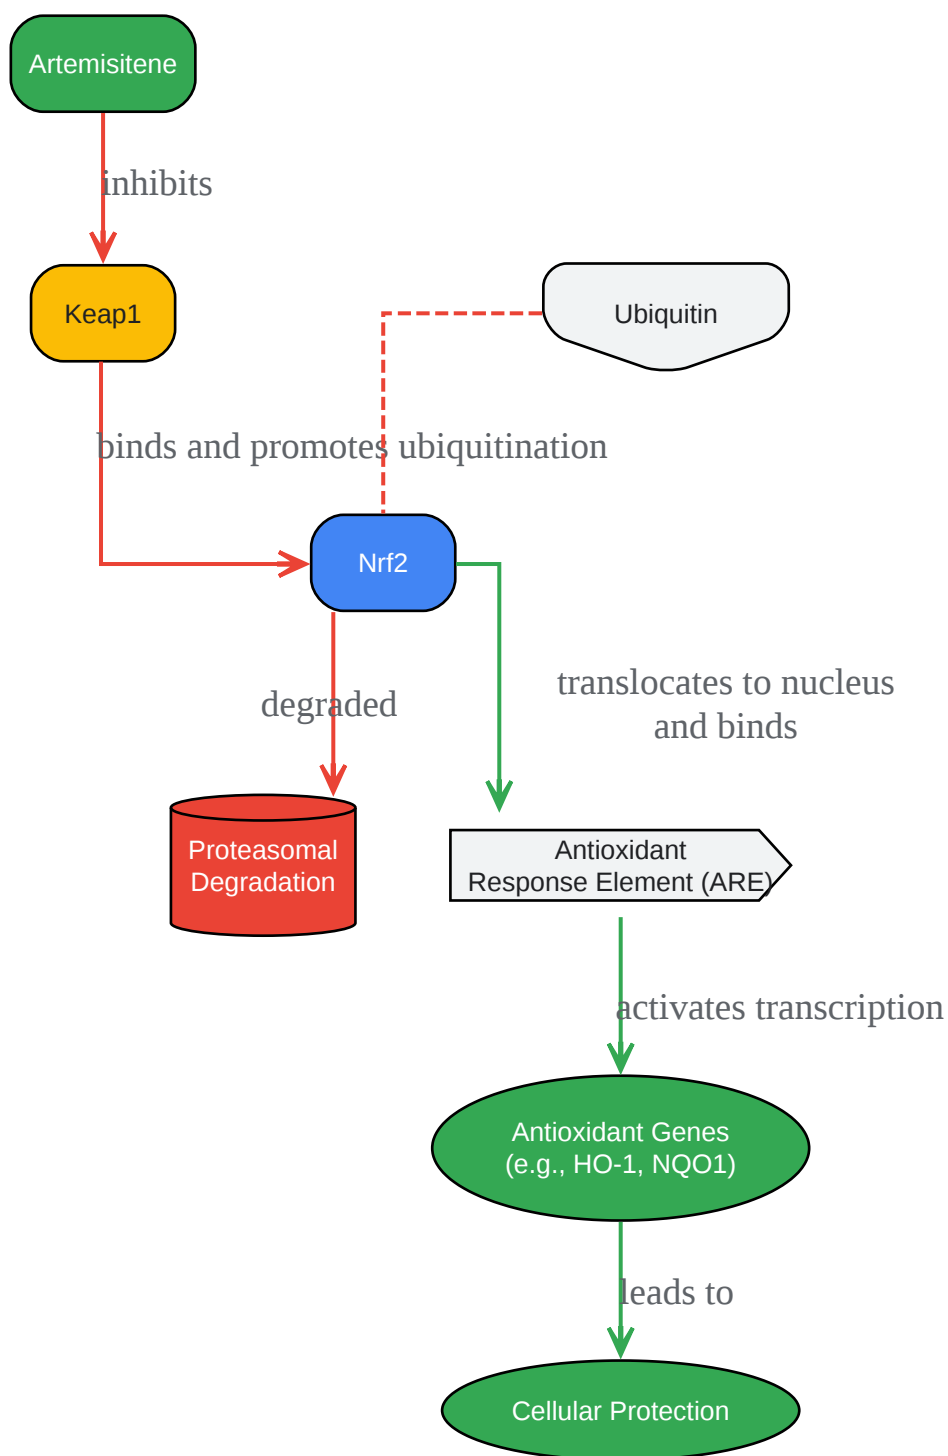 Artemisitene
inhibits
Keap1
Ubiquitin
binds and promotes ubiquitination
Nrf2
degraded
translocates to nucleus
and binds
Proteasomal
Degradation
Antioxidant
Response Element (ARE)
activates transcription
Antioxidant Genes
(e.g., HO-1, NQO1)
leads to
Cellular Protection